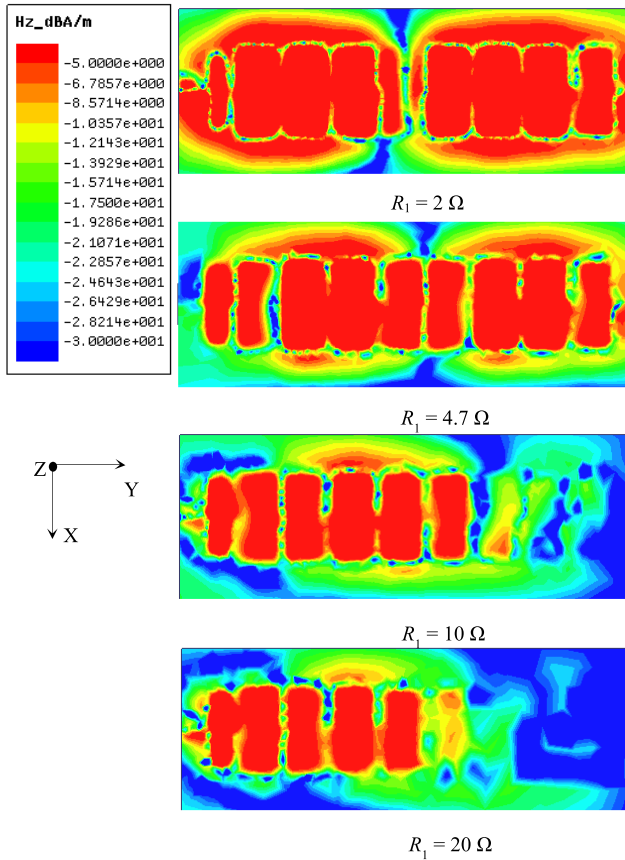 Hz_dBA/m
-5.0000e+000
-6.7857e+000
-8.5714e+000
-1.0357e+001
-1.2143e+001
-1.3929e+001
-1.5714e+001
-1.7500e+001
-1.9286e+001
-2.1071e+001
-2.2857e+001
-2.4643e+001
-2.6429e+001
-2.8214e+001
-3.0000e+001
R₁ = 2 Ω
R₁ = 4.7 Ω
Z
Y
X
R₁ = 10 Ω
R₁ = 20 Ω